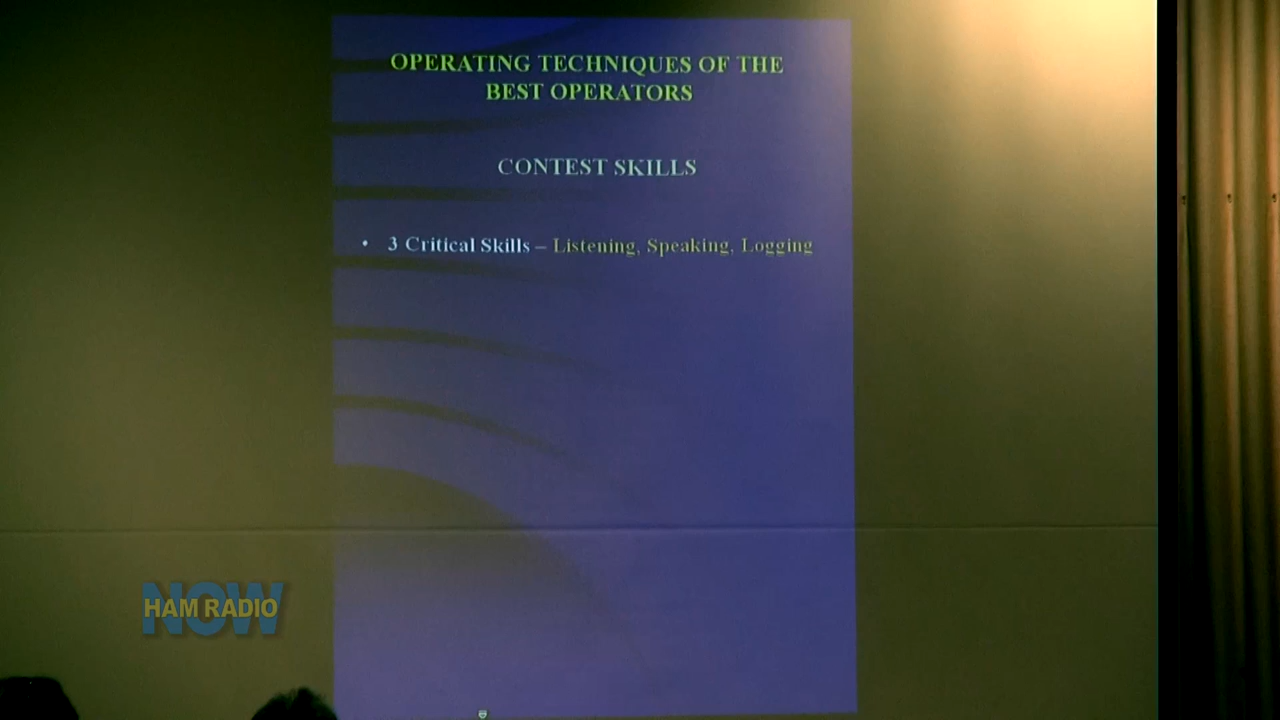 OPERATING TECHNIQUES OF THE
BEST OPERATORS
CONTEST SKILLS
• 3 Critical Skills – Listening, Speaking, Logging
NOW
HAM RADIO